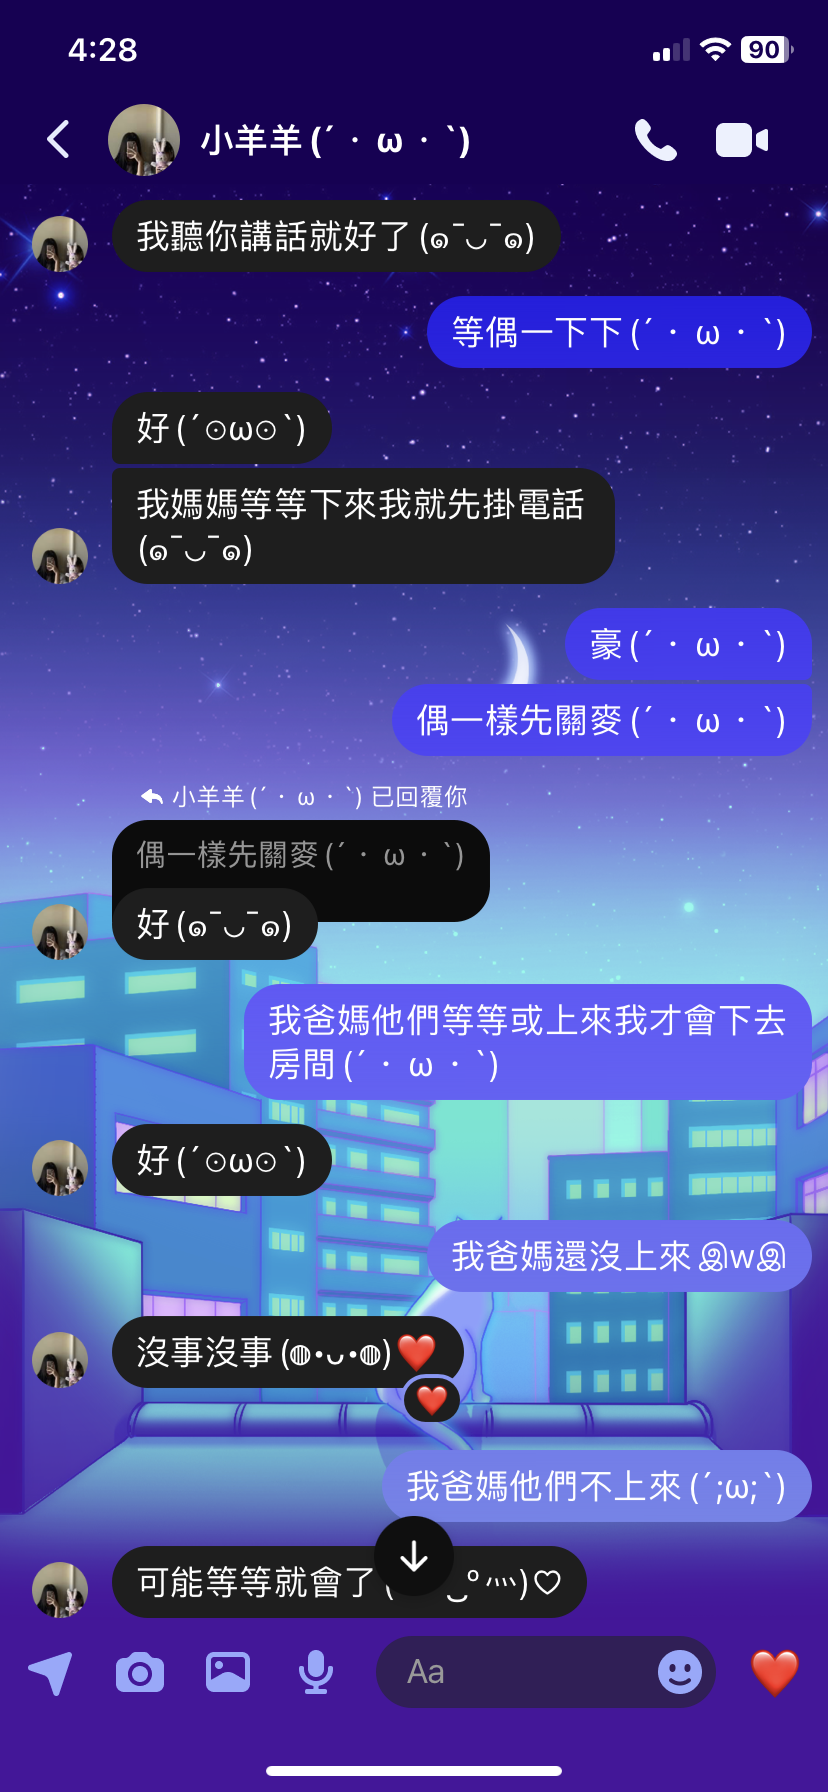 4:28
90
小羊羊 (´・ω・`)
我聽你講話就好了 (๑¯◡¯๑)
等偶一下下 (´・ω・`)
好 (´⊙ω⊙`)
我媽媽等等下來我就先掛電話
(๑¯◡¯๑)
豪 (´・ω・`)
偶一樣先關麥 (´・ω・`)
小羊羊 (´・ω・`) 已回覆你
偶一樣先關麥 (´・ω・`)
好 (๑¯◡¯๑)
我爸媽他們等等或上來我才會下去
房間 (´・ω・`)
好 (´⊙ω⊙`)
我爸媽還沒上來 இwஇ
沒事沒事 (◍•ᴗ•◍)❤️
❤️
我爸媽他們不上來 (´;ω;`)
可能等等就會了
Aa